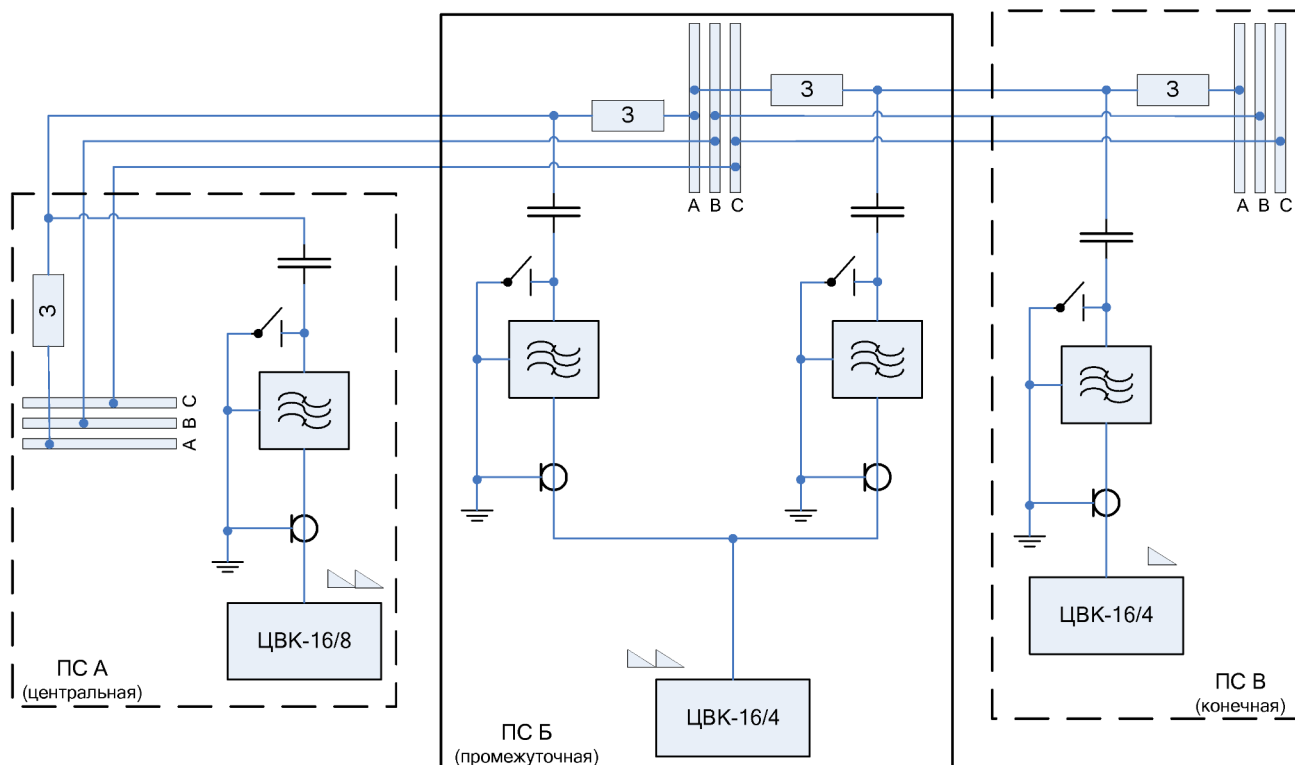 З
З
З
А
В
С
А
В
С
З
С
В
А
ЦВК-16/8
ЦВК-16/4
ЦВК-16/4
ПС А
(центральная)
ПС Б
(промежуточная)
ПС В
(конечная)